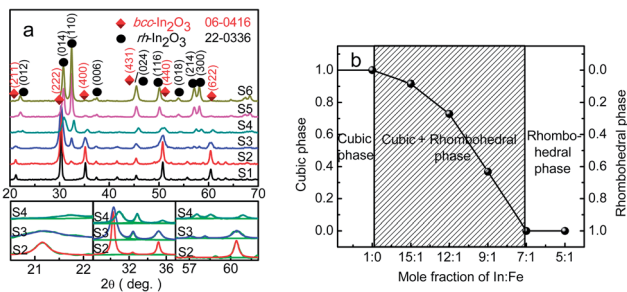 a
bcc-In2O3 06-0416
rh-In2O3 22-0336
(211)
(012)
(222)
(014)
(110)
(400)
(006)
(431)
(024)
(116)
(440)
(018)
(214)
(300)
(622)
S6
S5
S4
S3
S2
S1
20 30 40 50 60 70
S4
S3
S2
S4
S3
S2
S4
S3
S2
21 22 32 36 57 60
2θ ( deg. )
b
Cubic phase
1.0
0.8
0.6
0.4
0.2
0.0
Cubic
phase
Cubic + Rhombohedral
phase
Rhombo-
hedral
phase
0.0
0.2
0.4
0.6
0.8
1.0
Rhombohedral phase
1:0 15:1 12:1 9:1 7:1 5:1
Mole fraction of In:Fe